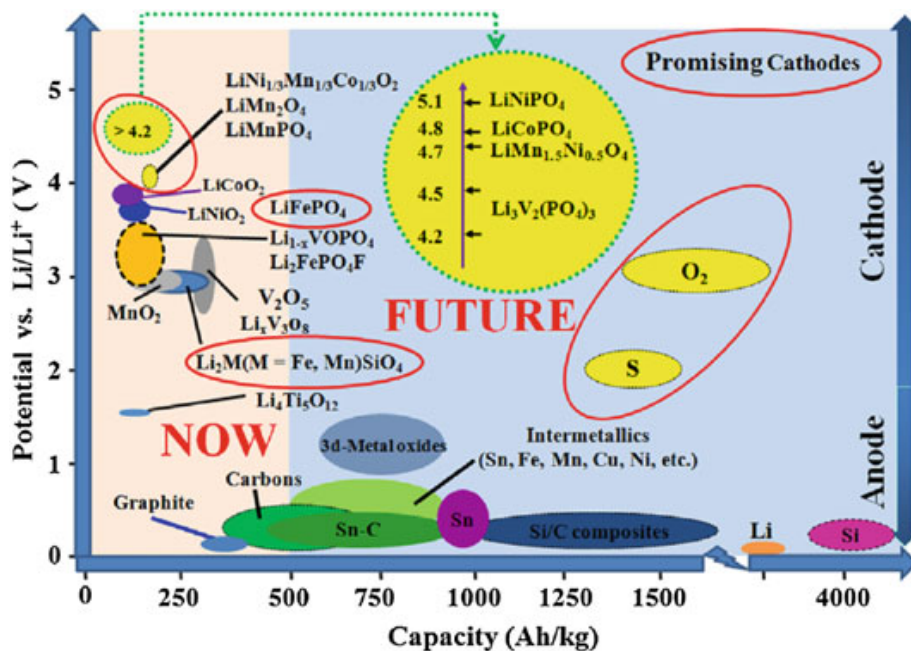 Potential vs. Li/Li⁺ (V)
5
4
3
2
1
0
> 4.2
LiNi₁/₃Mn₁/₃Co₁/₃O₂
LiMn₂O₄
LiMnPO₄
LiCoO₂
LiNiO₂
LiFePO₄
Li₁₋ₓVOPO₄
Li₂FePO₄F
MnO₂
V₂O₅
LiₓV₃o₈
Li₂M(M = Fe, Mn)SiO₄
Li₄Ti₅O₁₂
NOW
Graphite
Carbons
Promising Cathodes
5.1 LiNiPO₄
4.8 LiCoPO₄
4.7 LiMn₁.₅Ni₀.₅O₄
4.5
Li₃V₂(PO₄)₃
4.2
FUTURE
O₂
S
3d-Metal oxides
Intermetallics
(Sn, Fe, Mn, Cu, Ni, etc.)
Sn-C
Sn
Si/C composites
Li
Si
Cathode
Anode
0 250 500 750 1000 1250 1500 4000
Capacity (Ah/kg)